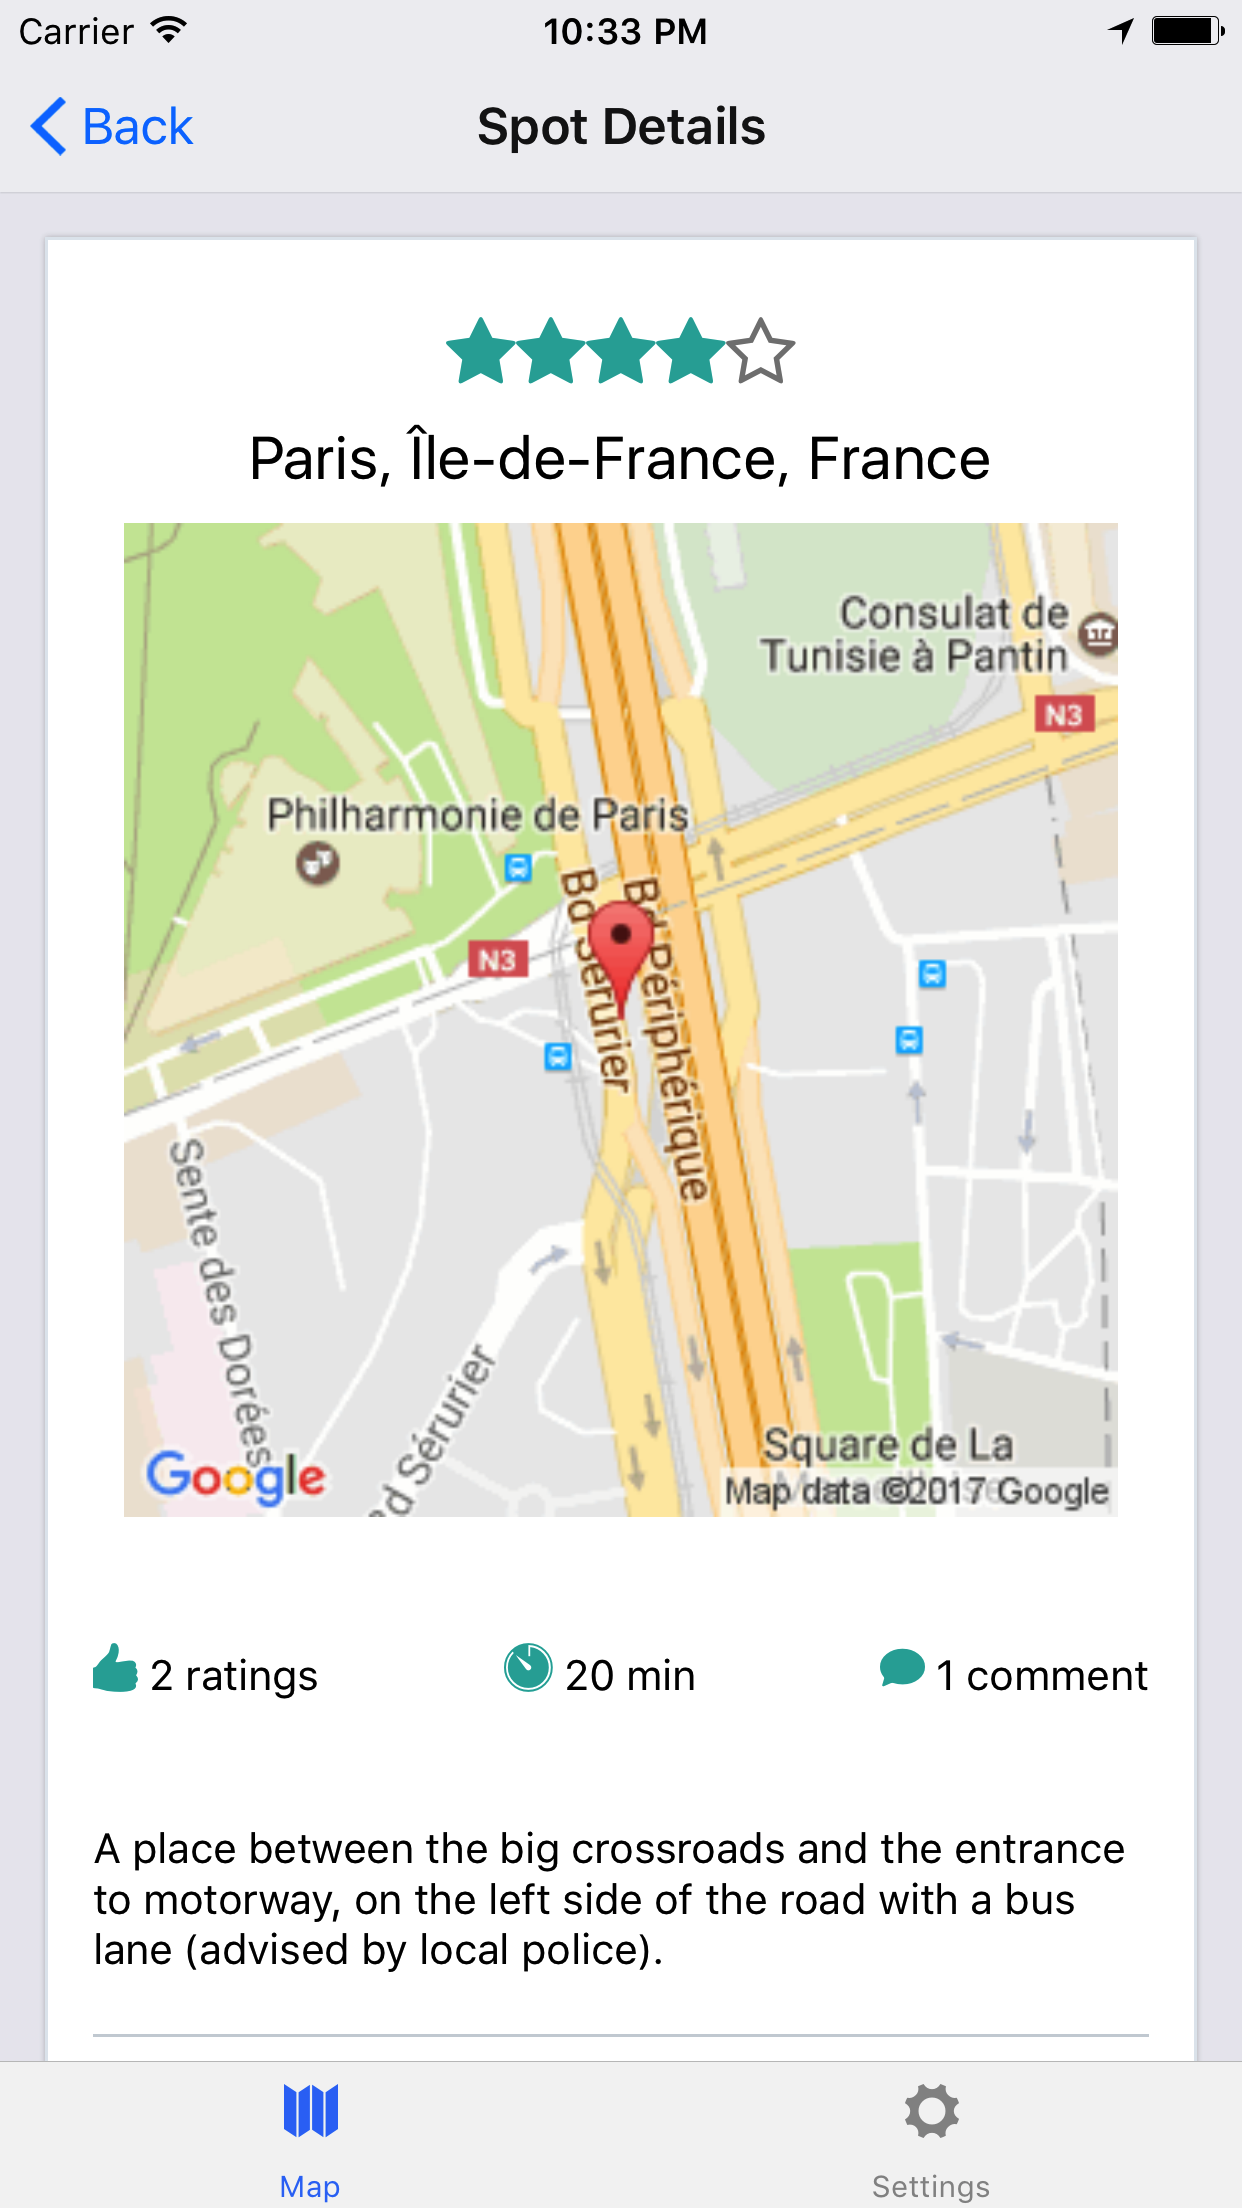 Carrier 10:33 PM
Back Spot Details
Paris, Île-de-France, France
Consulat de
Tunisie à Pantin
N3
Philharmonie de Paris
Bd Sérurier
Bd Périphérique
N3
Sente des Dorées
d Sérurier
Square de La
Google
Map data ©2017 Google
2 ratings 20 min 1 comment
A place between the big crossroads and the entrance
to motorway, on the left side of the road with a bus
lane (advised by local police).
Map Settings